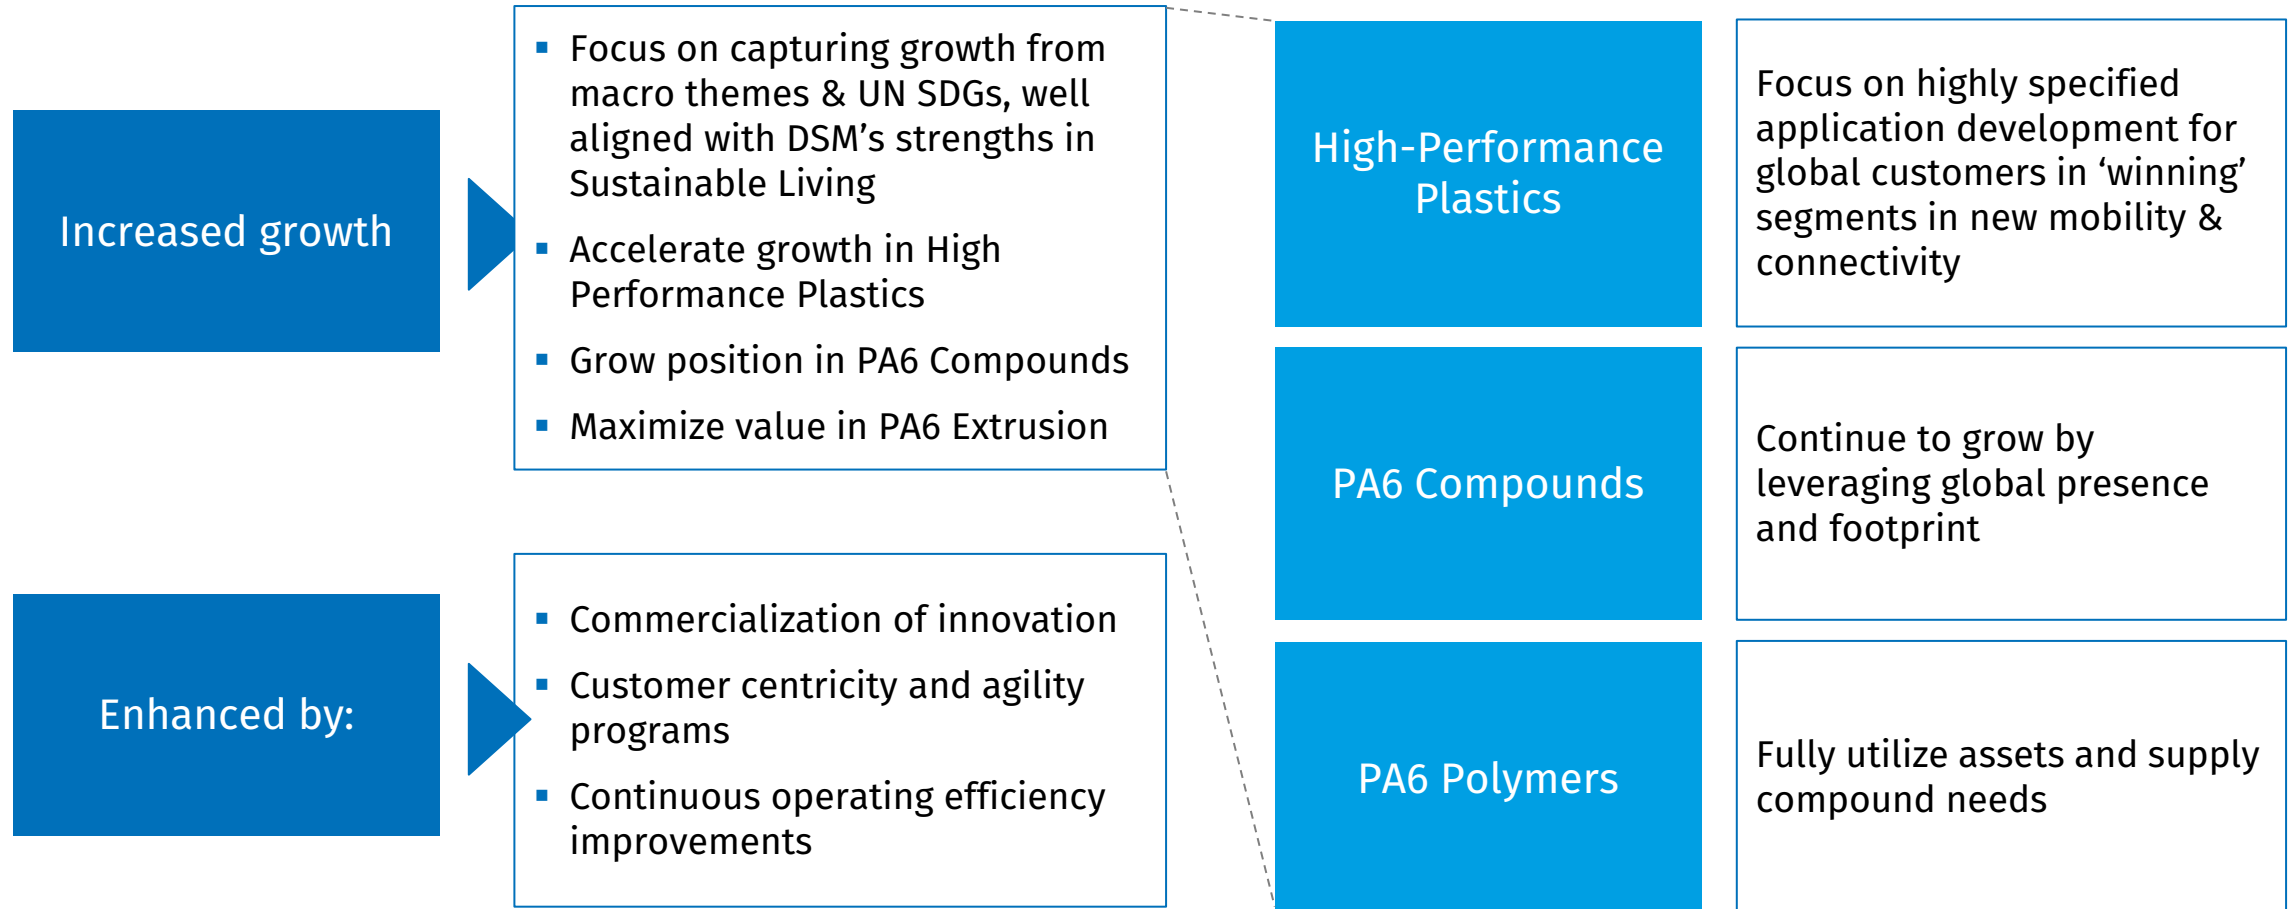 Increased growth
▪ Focus on capturing growth from
macro themes & UN SDGs, well
aligned with DSM’s strengths in
Sustainable Living
▪ Accelerate growth in High
Performance Plastics
▪ Grow position in PA6 Compounds
▪ Maximize value in PA6 Extrusion
Enhanced by:
▪ Commercialization of innovation
▪ Customer centricity and agility
programs
▪ Continuous operating efficiency
improvements
High-Performance
Plastics
Focus on highly specified
application development for
global customers in ‘winning’
segments in new mobility &
connectivity
PA6 Compounds
Continue to grow by
leveraging global presence
and footprint
PA6 Polymers
Fully utilize assets and supply
compound needs